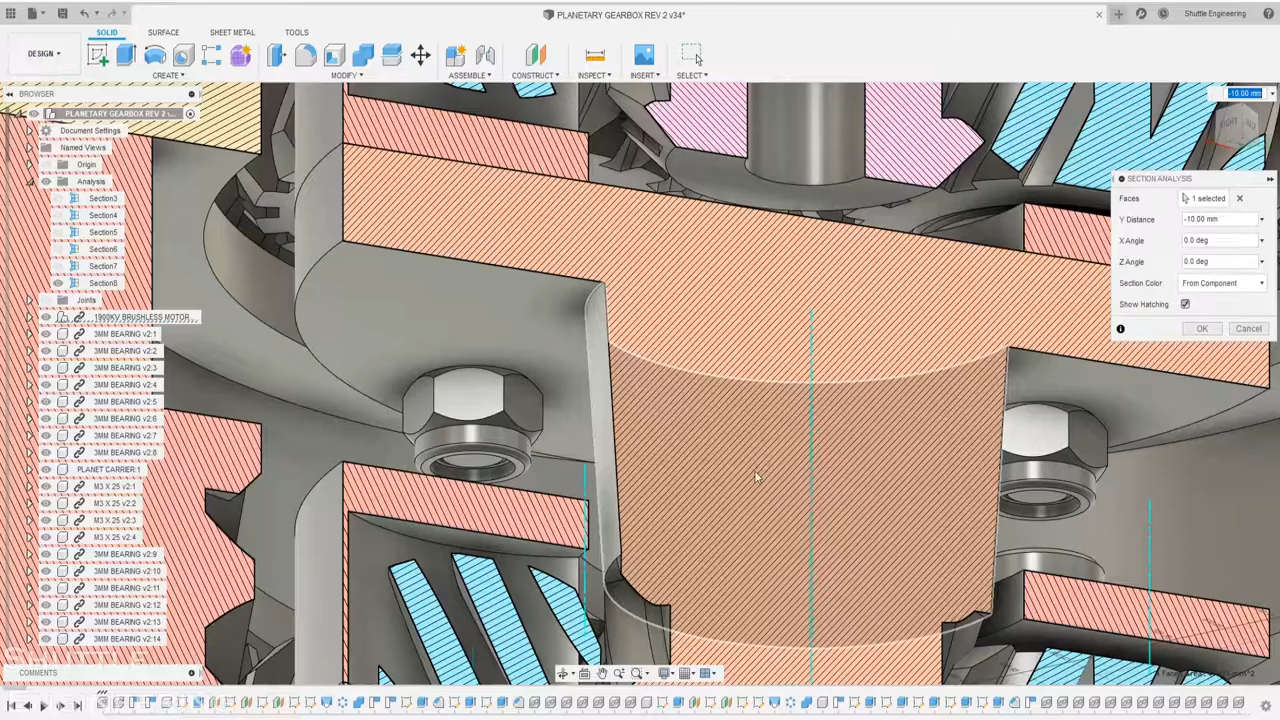 PLANETARY GEARBOX REV 2 v34*
Shuttle Engineering
DESIGN
SOLID
SURFACE
SHEET METAL
TOOLS
CREATE
MODIFY
ASSEMBLE
CONSTRUCT
INSPECT
INSERT
SELECT
BROWSER
PLANETARY GEARBOX REV 2 v...
Document Settings
Named Views
Origin
Analysis
Section3
Section4
Section5
Section6
Section7
Section8
Joints
1900KV BRUSHLESS MOTOR...
3MM BEARING v2:1
3MM BEARING v2:2
3MM BEARING v2:3
3MM BEARING v2:4
3MM BEARING v2:5
3MM BEARING v2:6
3MM BEARING v2:7
3MM BEARING v2:8
PLANET CARRIER:1
M3 X 25 v2:1
M3 X 25 v2:2
M3 X 25 v2:3
M3 X 25 v2:4
3MM BEARING v2:9
3MM BEARING v2:10
3MM BEARING v2:11
3MM BEARING v2:12
3MM BEARING v2:13
3MM BEARING v2:14
COMMENTS
-10.00 mm
RIGHT
SECTION ANALYSIS
Faces 1 selected
Y Distance -10.00 mm
X Angle 0.0 deg
Z Angle 0.0 deg
Section Color From Component
Show Hatching
OK Cancel